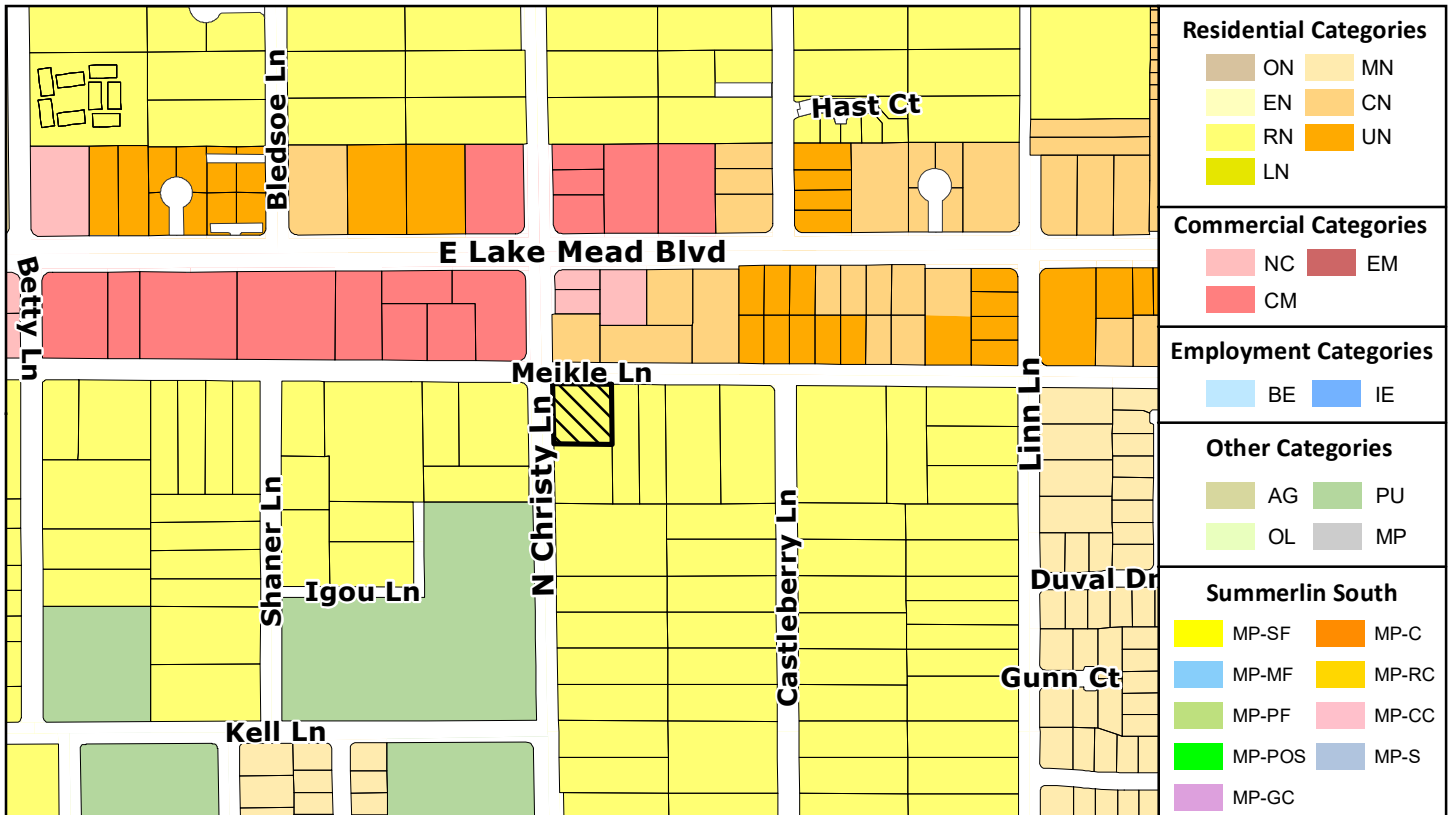 Bledsoe Ln
Hast Ct
E Lake Mead Blvd
Betty Ln
Meikle Ln
N Christy Ln
Linn Ln
Shaner Ln
Castleberry Ln
Igou Ln
Duval Dr
Gunn Ct
Kell Ln
Residential Categories
ON MN
EN CN
RN UN
LN
Commercial Categories
NC EM
CM
Employment Categories
BE IE
Other Categories
AG PU
OL MP
Summerlin South
MP-SF MP-C
MP-MF MP-RC
MP-PF MP-CC
MP-POS MP-S
MP-GC